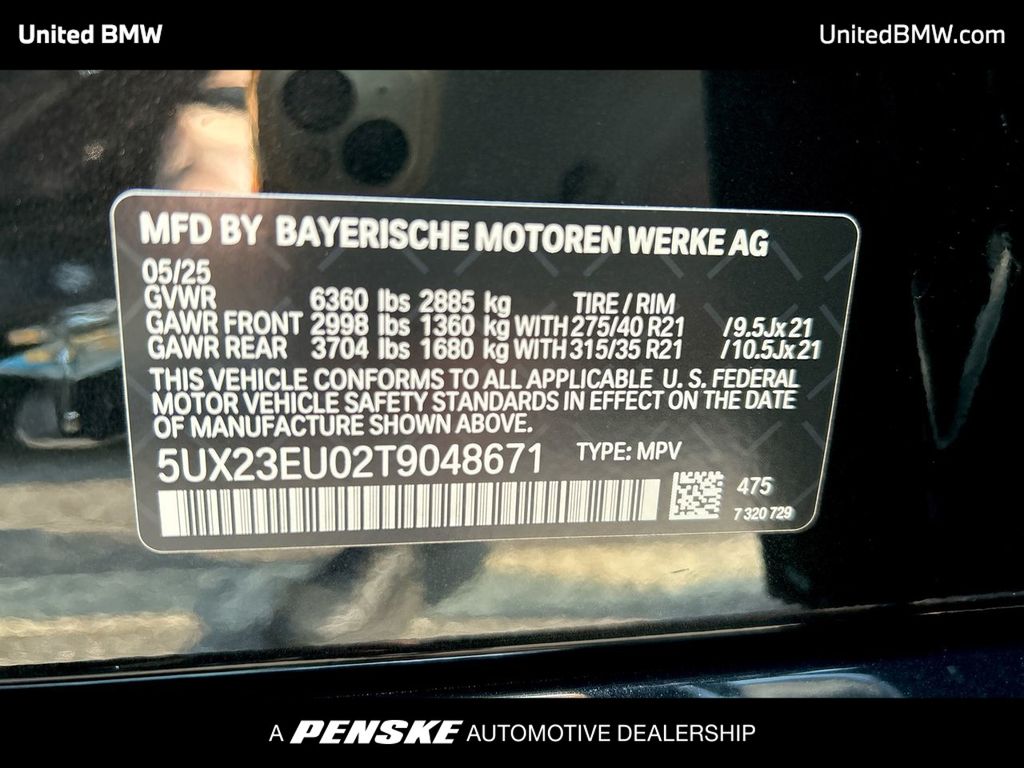 United BMW
UnitedBMW.com
MFD BY BAYERISCHE MOTOREN WERKE AG
05/25
GVWR 6360 lbs 2885 kg TIRE / RIM
GAWR FRONT 2998 lbs 1360 kg WITH 275/40 R21 /9.5Jx21
GAWR REAR 3704 lbs 1680 kg WITH 315/35 R21 /10.5Jx21
THIS VEHICLE CONFORMS TO ALL APPLICABLE U. S. FEDERAL
MOTOR VEHICLE SAFETY STANDARDS IN EFFECT ON THE DATE
OF MANUFACTURE SHOWN ABOVE.
5UX23EU02T9048671 TYPE: MPV
475
7 320 729
A PENSKE AUTOMOTIVE DEALERSHIP